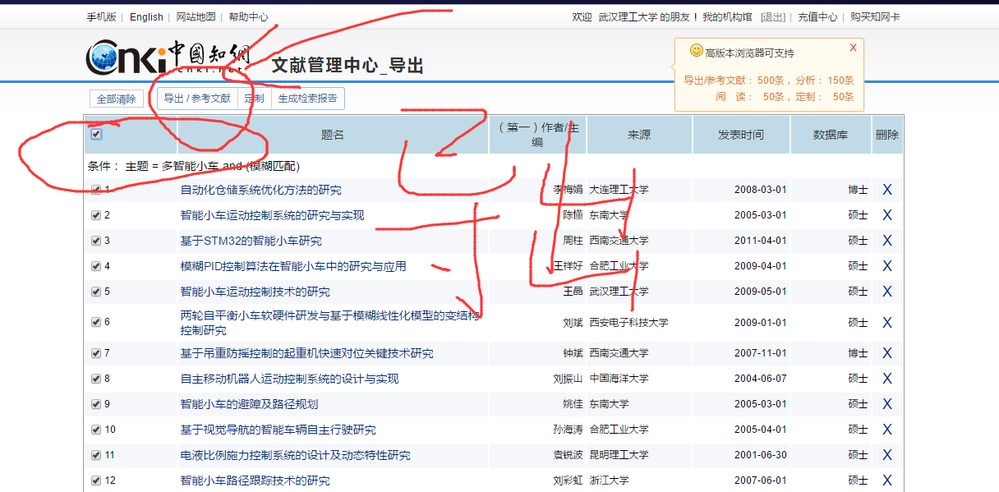 手机版 | English | 网站地图 | 帮助中心 欢迎 武汉理工大学 的朋友 ! 我的机构馆 [退出] | 充值中心 | 购买知网卡
Cnki 中國知網
cnki.net
文献管理中心_导出
高版本浏览器可支持 X
导出/参考文献： 500条， 分析： 150条
阅 读： 50条， 定制： 50条
全部清除 导出 / 参考文献 定制 生成检索报告
题名 （第一）作者/主编 来源 发表时间 数据库 删除
条件： 主题 = 多智能小车 and (模糊匹配)
1 自动化仓储系统优化方法的研究 李梅娟 大连理工大学 2008-03-01 博士 X
2 智能小车运动控制系统的研究与实现 陈懂 东南大学 2005-03-01 硕士 X
3 基于STM32的智能小车研究 周柱 西南交通大学 2011-04-01 硕士 X
4 模糊PID控制算法在智能小车中的研究与应用 王祥好 合肥工业大学 2009-04-01 硕士 X
5 智能小车运动控制技术的研究 王晶 武汉理工大学 2009-05-01 硕士 X
6 两轮自平衡小车软硬件研发与基于模糊线性化模型的变结构控制研究 刘斌 西安电子科技大学 2009-01-01 硕士 X
7 基于吊重防摇控制的起重机快速对位关键技术研究 钟斌 西南交通大学 2007-11-01 博士 X
8 自主移动机器人运动控制系统的设计与实现 刘振山 中国海洋大学 2004-06-07 硕士 X
9 智能小车的避障及路径规划 姚佳 东南大学 2005-03-01 硕士 X
10 基于视觉导航的智能车辆自主行驶研究 孙海涛 合肥工业大学 2005-04-01 硕士 X
11 电液比例施力控制系统的设计及动态特性研究 袁锐波 昆明理工大学 2001-06-30 硕士 X
12 智能小车路径跟踪技术的研究 刘彩虹 浙江大学 2007-06-01 硕士 X